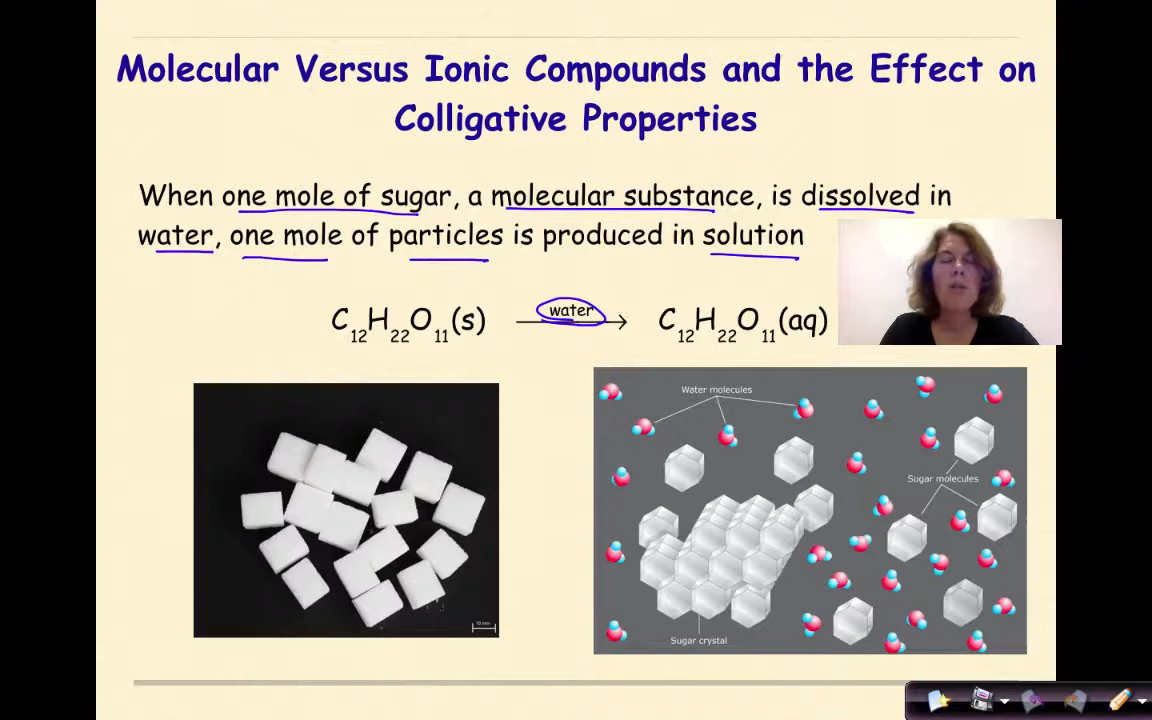 Molecular Versus Ionic Compounds and the Effect on
Colligative Properties
When one mole of sugar, a molecular substance, is dissolved in
water, one mole of particles is produced in solution
C12H22O11(s) water → C12H22O11(aq)
Water molecules
Sugar molecules
Sugar crystal